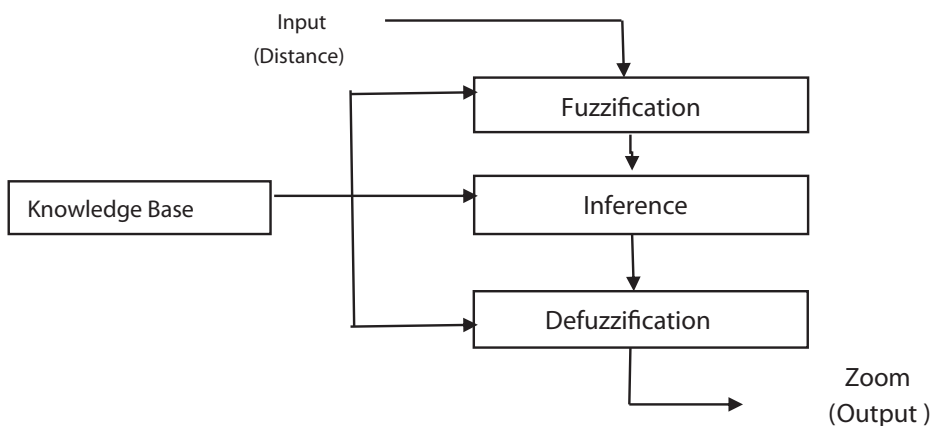 Input
(Distance)
Fuzzification
Knowledge Base
Inference
Defuzzification
Zoom
(Output )